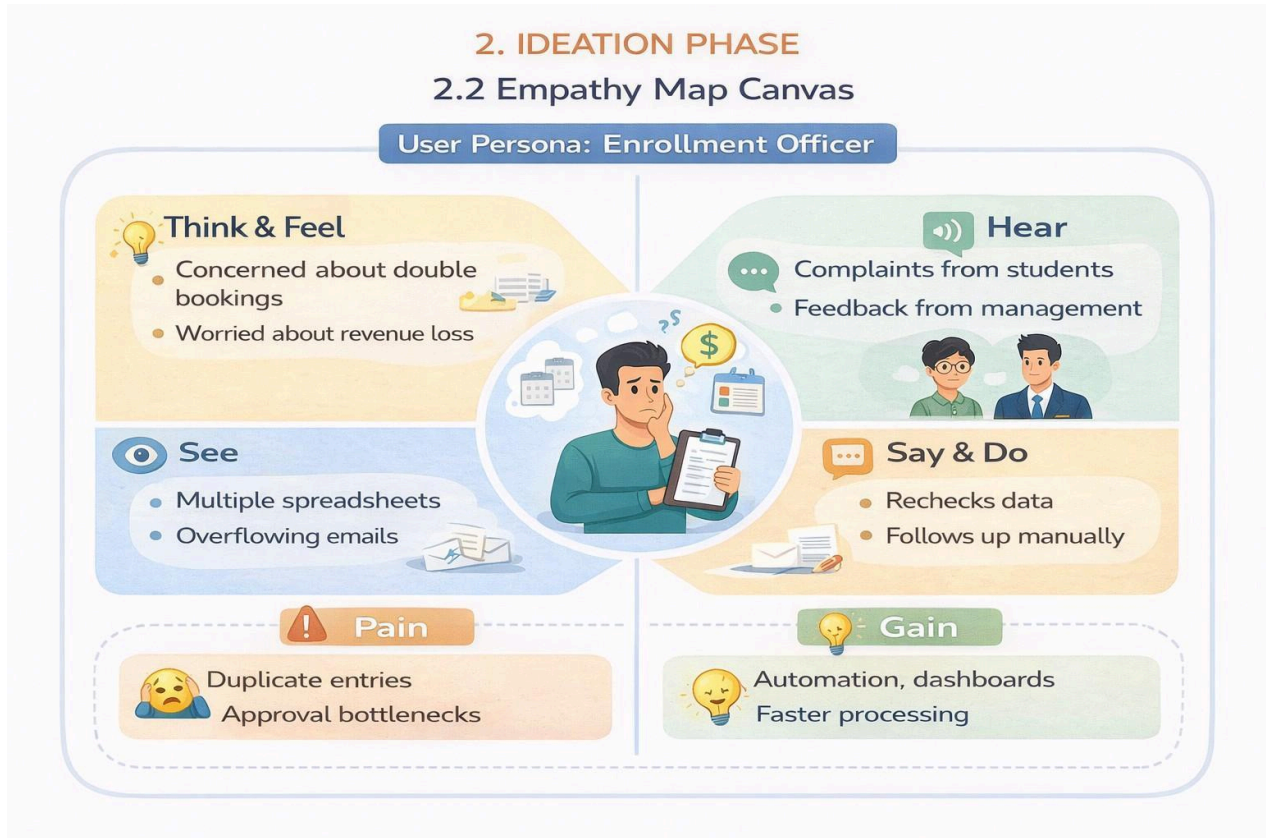 2. IDEATION PHASE
2.2 Empathy Map Canvas
User Persona: Enrollment Officer
Think & Feel
• Concerned about double
bookings
• Worried about revenue loss
Hear
Complaints from students
• Feedback from management
?$
$
See
• Multiple spreadsheets
• Overflowing emails
Say & Do
• Rechecks data
• Follows up manually
! Pain
Duplicate entries
Approval bottlenecks
Gain
Automation, dashboards
Faster processing